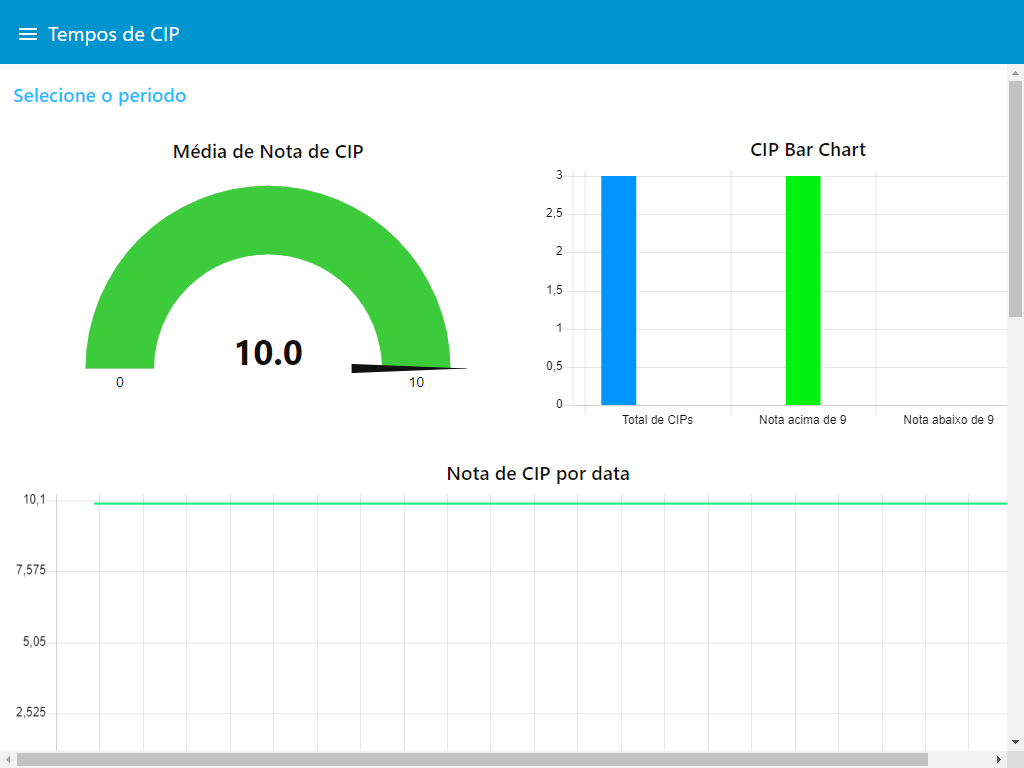 Tempos de CIP
Selecione o periodo
Média de Nota de CIP
10.0
0
10
CIP Bar Chart
3
2,5
2
1,5
1
0,5
0
Total de CIPs
Nota acima de 9
Nota abaixo de 9
Nota de CIP por data
10,1
7,575
5,05
2,525